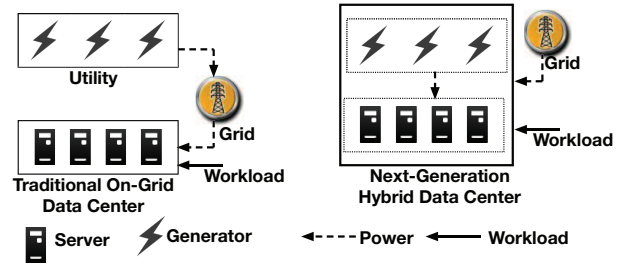 Utility
Grid
Workload
Traditional On-Grid
Data Center
Grid
Workload
Next-Generation
Hybrid Data Center
Server
Generator
Power
Workload